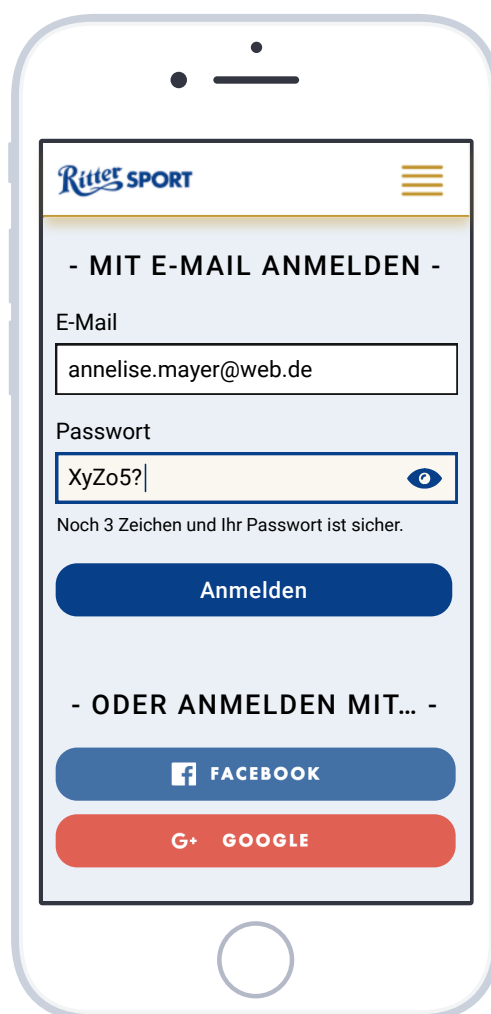 Ritter SPORT
- MIT E-MAIL ANMELDEN -
E-Mail
annelise.mayer@web.de
Passwort
XyZo5?
Noch 3 Zeichen und Ihr Passwort ist sicher.
Anmelden
- ODER ANMELDEN MIT... -
f FACEBOOK
G+ GOOGLE